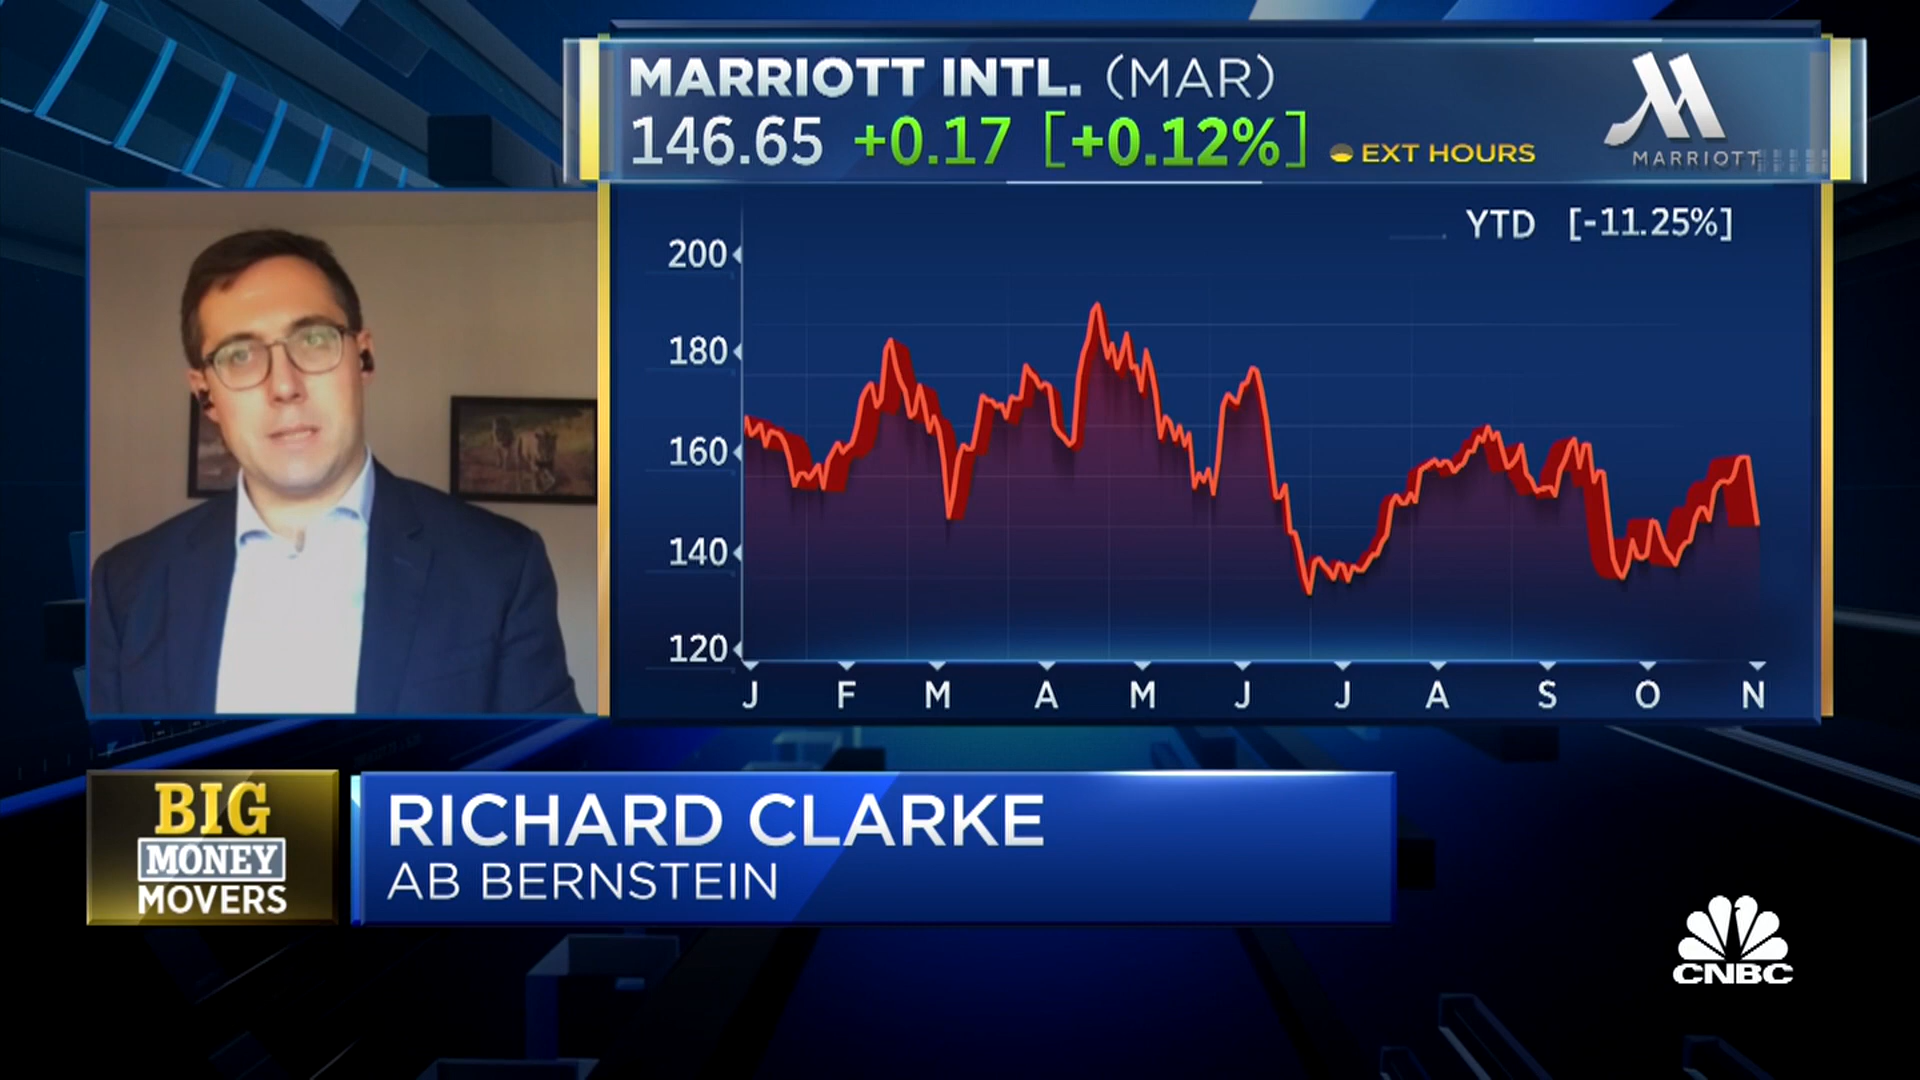 MARRIOTT INTL. (MAR)
146.65 +0.17 [+0.12%] EXT HOURS
MARRIOTT
YTD [-11.25%]
200
180
160
140
120
J F M A M J J A S O N
BIG
MONEY
MOVERS
RICHARD CLARKE
AB BERNSTEIN
CNBC